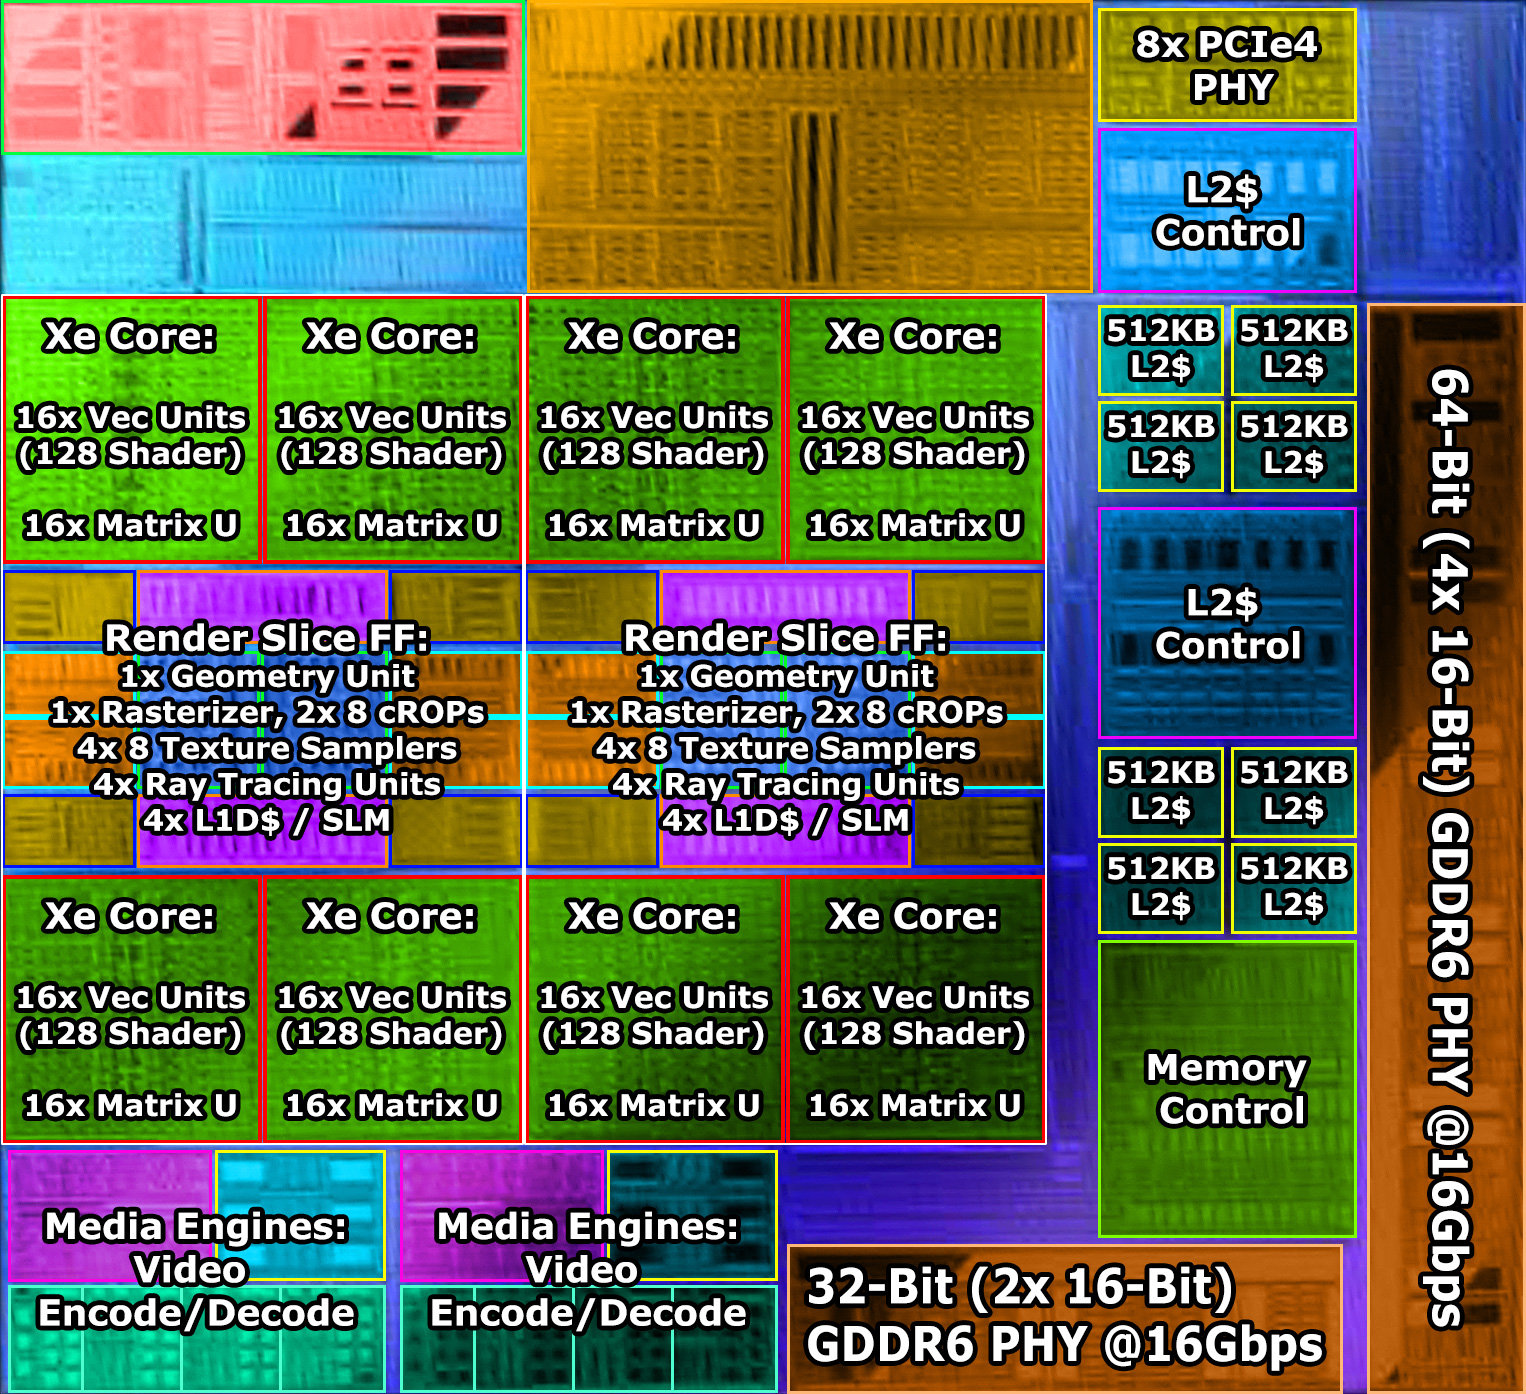 8x PCIe4
PHY
L2$
Control
Xe Core:
16x Vec Units
(128 Shader)
16x Matrix U
Xe Core:
16x Vec Units
(128 Shader)
16x Matrix U
Xe Core:
16x Vec Units
(128 Shader)
16x Matrix U
Xe Core:
16x Vec Units
(128 Shader)
16x Matrix U
512KB
L2$
512KB
L2$
512KB
L2$
512KB
L2$
64-Bit (4x 16-Bit) GDDR6 PHY @16Gbps
Render Slice FF:
1x Geometry Unit
1x Rasterizer, 2x 8 cROPs
4x 8 Texture Samplers
4x Ray Tracing Units
4x L1D$ / SLM
Render Slice FF:
1x Geometry Unit
1x Rasterizer, 2x 8 cROPs
4x 8 Texture Samplers
4x Ray Tracing Units
4x L1D$ / SLM
L2$
Control
512KB
L2$
512KB
L2$
512KB
L2$
512KB
L2$
Xe Core:
16x Vec Units
(128 Shader)
16x Matrix U
Xe Core:
16x Vec Units
(128 Shader)
16x Matrix U
Xe Core:
16x Vec Units
(128 Shader)
16x Matrix U
Xe Core:
16x Vec Units
(128 Shader)
16x Matrix U
Memory
Control
Media Engines:
Video
Encode/Decode
Media Engines:
Video
Encode/Decode
32-Bit (2x 16-Bit)
GDDR6 PHY @16Gbps